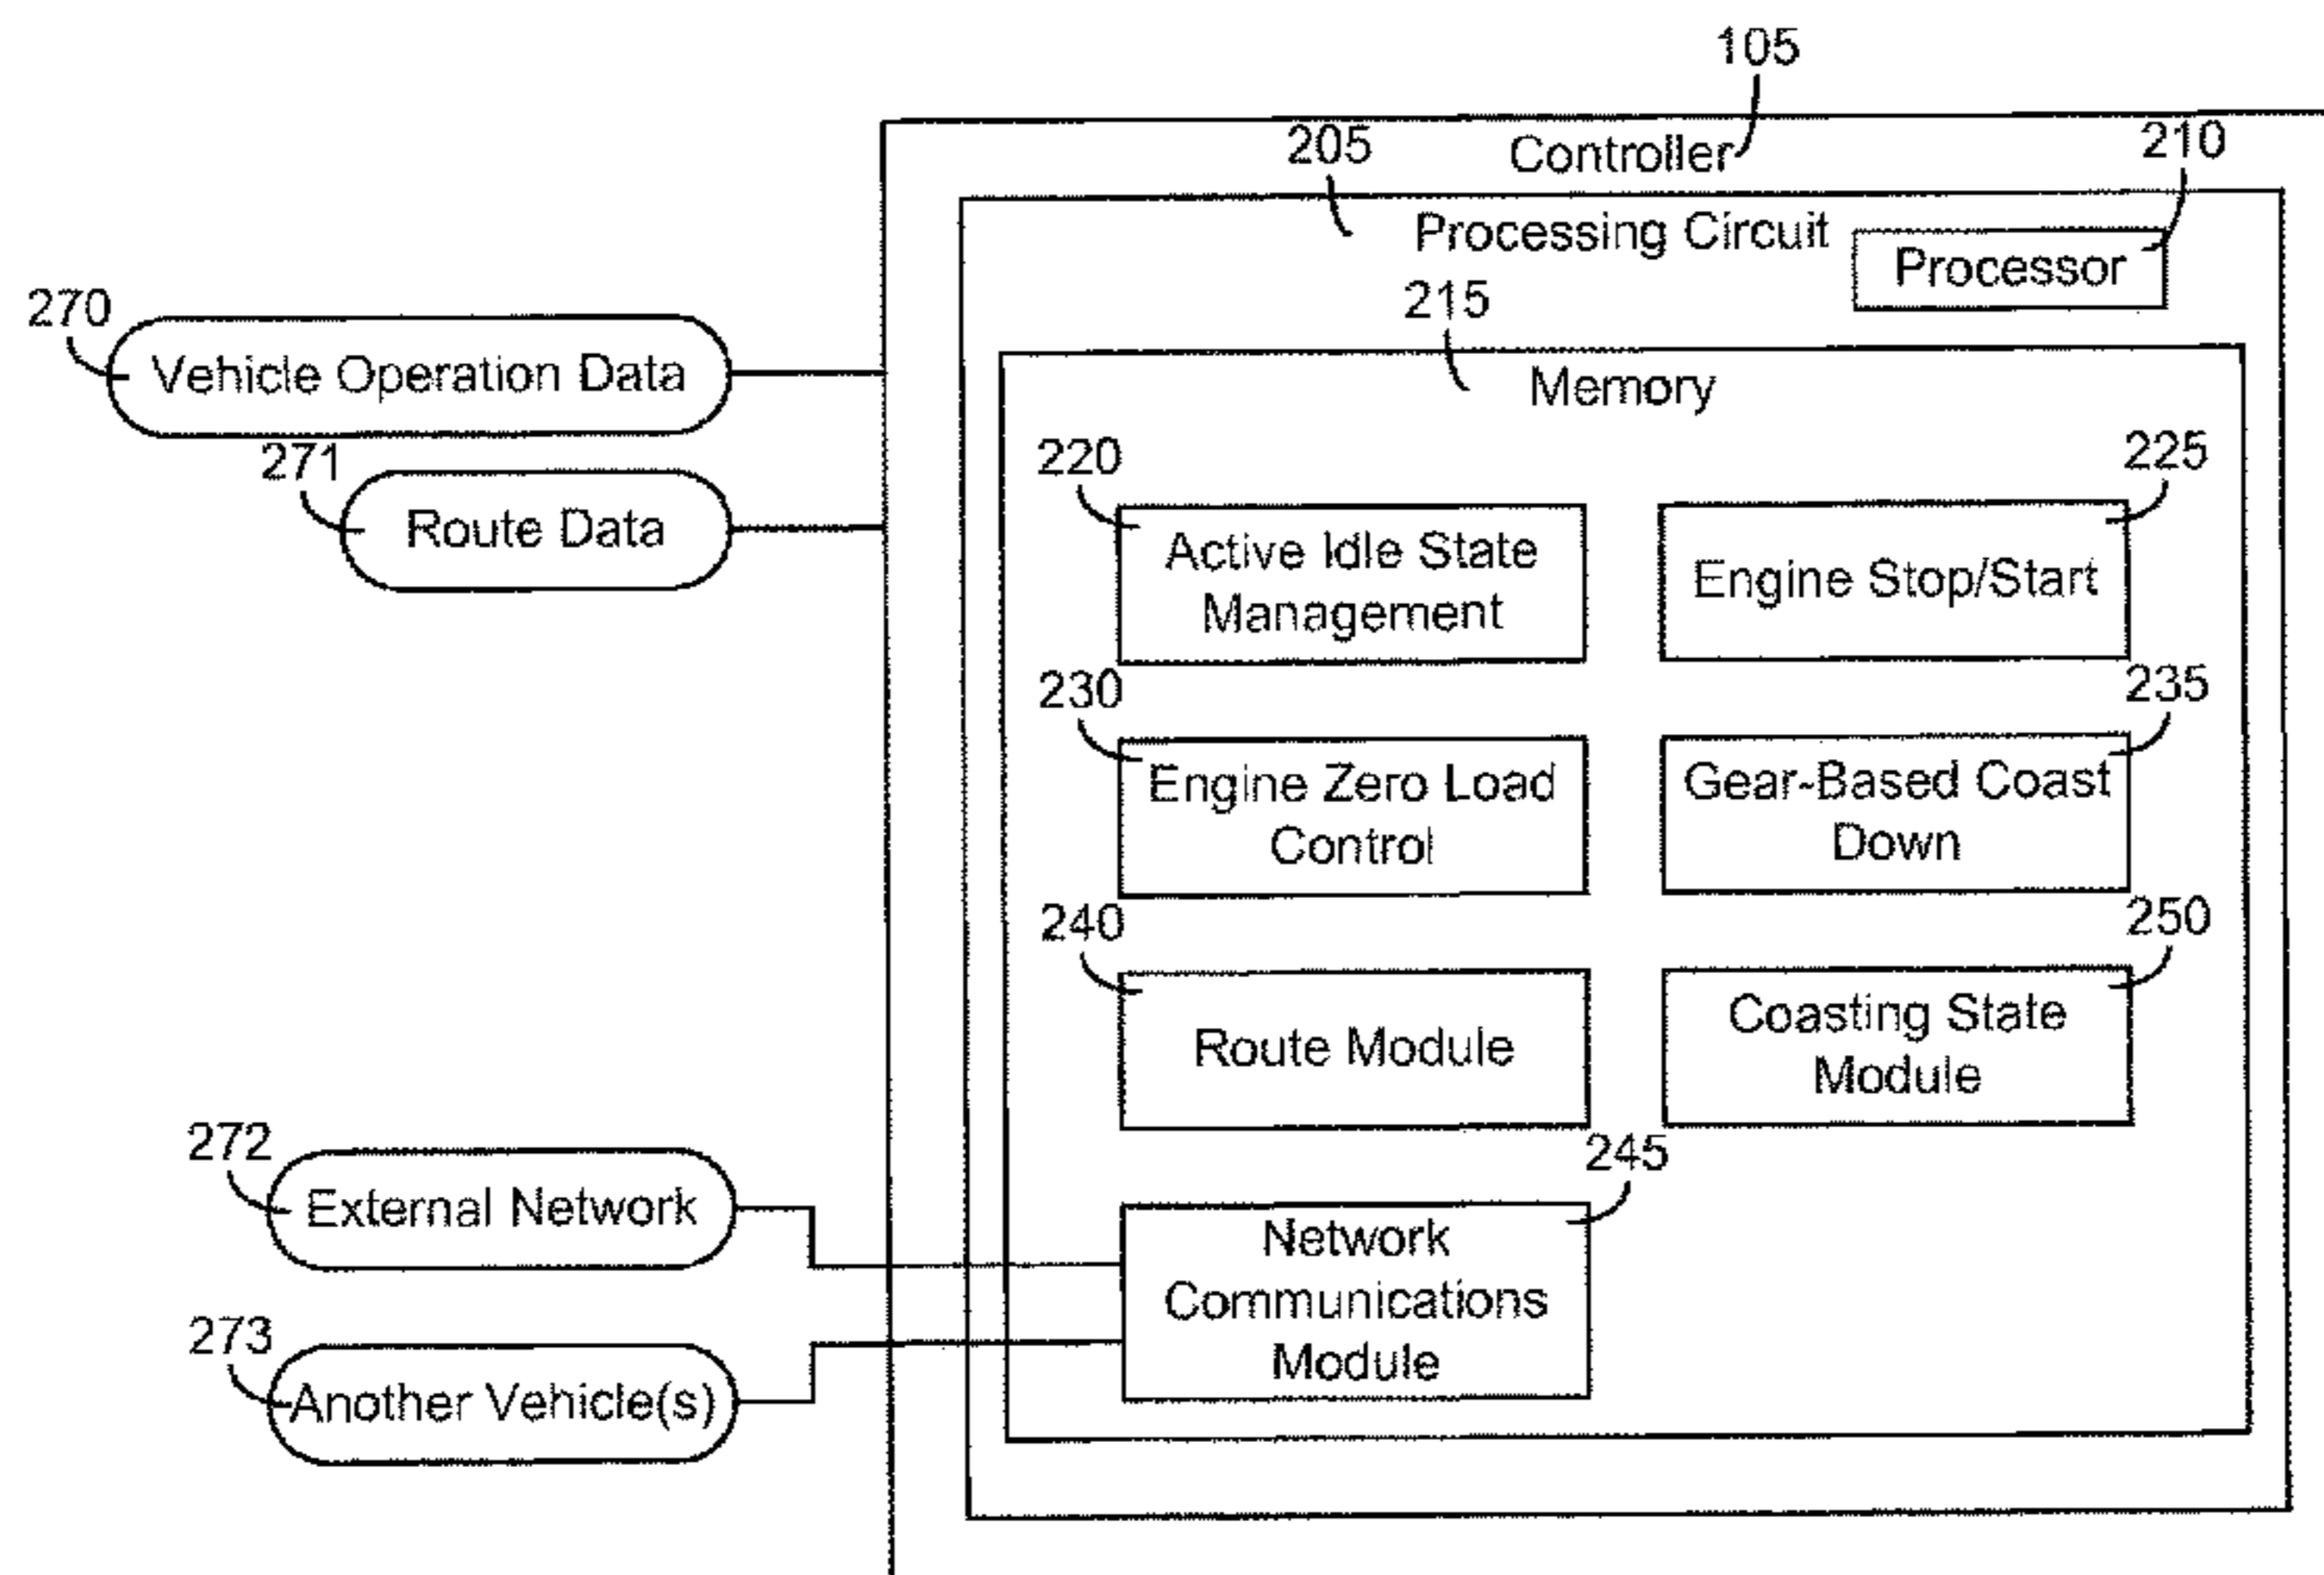 105
205
Controller
210
Processing Circuit
Processor
215
270
Vehicle Operation Data
Memory
271
Route Data
220
225
Active Idle State
Management
Engine Stop/Start
230
235
Engine Zero Load
Control
Gear-Based Coast
Down
240
250
Route Module
Coasting State
Module
272
External Network
245
Network
Communications
Module
273
Another Vehicle(s)